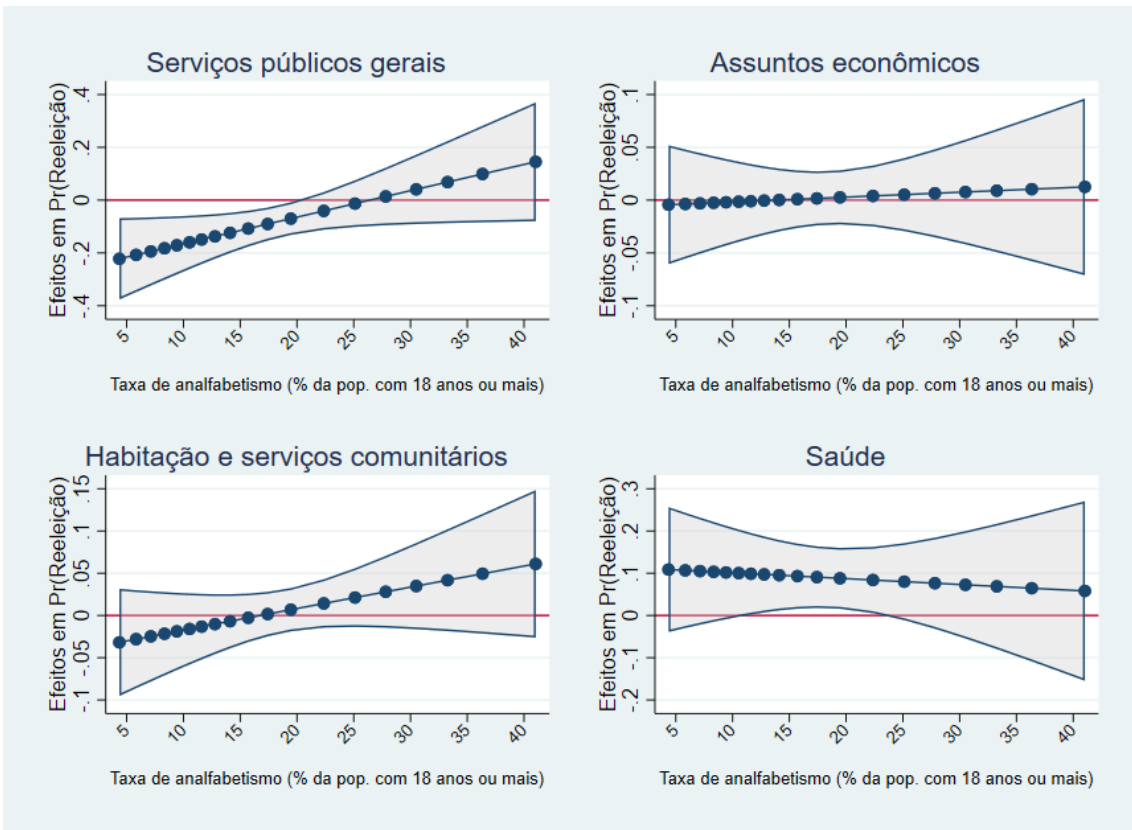 Serviços públicos gerais
Efeitos em Pr(Reeleição)
.4
.2
0
-.2
-.4
5 10 15 20 25 30 35 40
Taxa de analfabetismo (% da pop. com 18 anos ou mais)
Assuntos econômicos
Efeitos em Pr(Reeleição)
.1
.05
0
-.05
-.1
5 10 15 20 25 30 35 40
Taxa de analfabetismo (% da pop. com 18 anos ou mais)
Habitação e serviços comunitários
Efeitos em Pr(Reeleição)
.15
.1
.05
0
-.05
-.1
5 10 15 20 25 30 35 40
Taxa de analfabetismo (% da pop. com 18 anos ou mais)
Saúde
Efeitos em Pr(Reeleição)
.3
.2
.1
0
-.1
-.2
5 10 15 20 25 30 35 40
Taxa de analfabetismo (% da pop. com 18 anos ou mais)